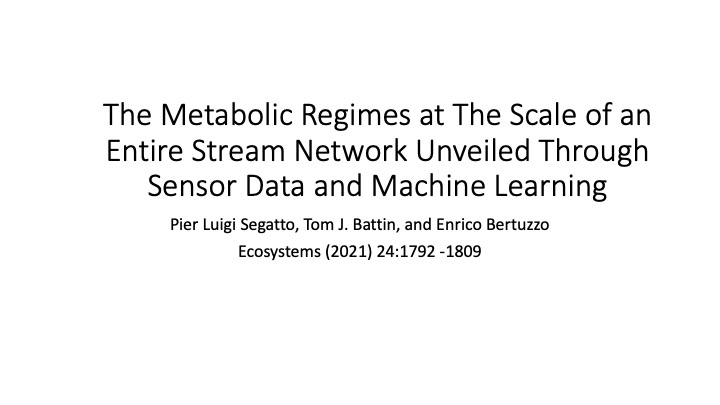 The Metabolic Regimes at The Scale of an
Entire Stream Network Unveiled Through
Sensor Data and Machine Learning
Pier Luigi Segatto, Tom J. Battin, and Enrico Bertuzzo
Ecosystems (2021) 24:1792 -1809